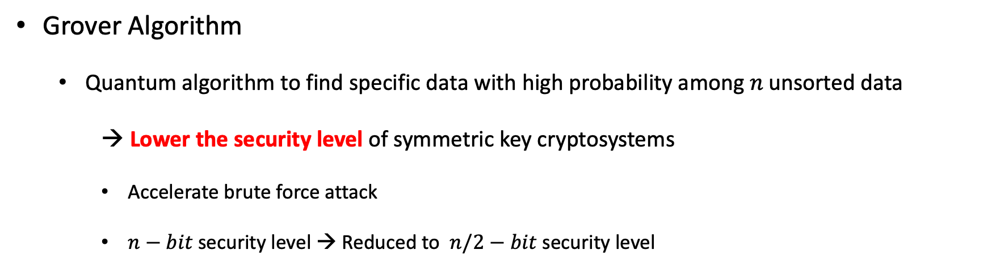 • Grover Algorithm
• Quantum algorithm to find specific data with high probability among n unsorted data
→ Lower the security level of symmetric key cryptosystems
• Accelerate brute force attack
• n − bit security level → Reduced to n/2 − bit security level